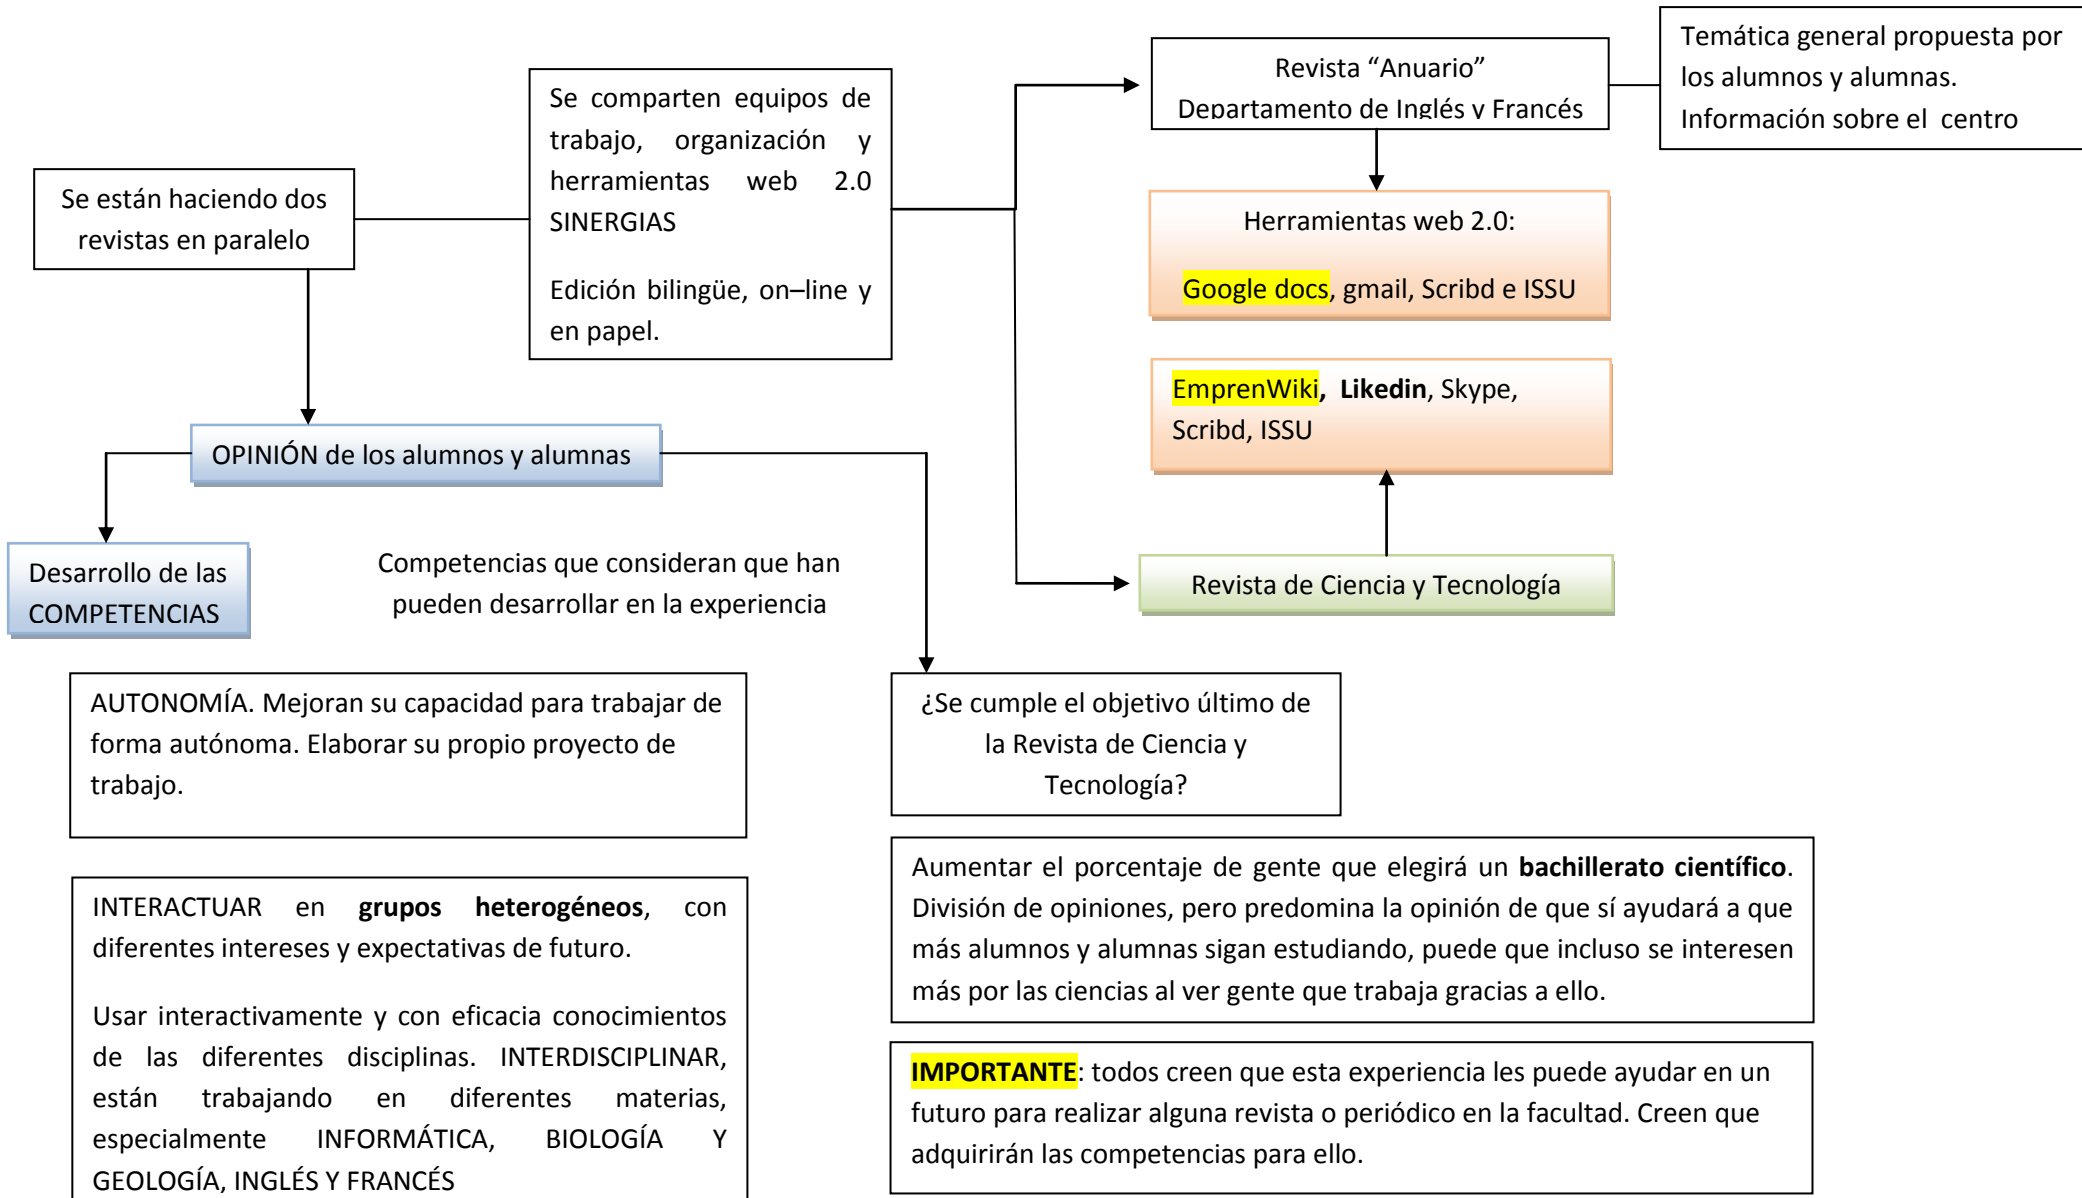 Temática general propuesta por
los alumnos y alumnas.
Información sobre el centro
Revista “Anuario”
Departamento de Inglés y Francés
Se comparten equipos de
trabajo, organización y
herramientas web 2.0
SINERGIAS
Edición bilingüe, on–line y
en papel.
Se están haciendo dos
revistas en paralelo
Herramientas web 2.0:
Google docs, gmail, Scribd e ISSU
EmprenWiki, Likedin, Skype,
Scribd, ISSU
OPINIÓN de los alumnos y alumnas
Desarrollo de las
COMPETENCIAS
Competencias que consideran que han
pueden desarrollar en la experiencia
Revista de Ciencia y Tecnología
AUTONOMÍA. Mejoran su capacidad para trabajar de
forma autónoma. Elaborar su propio proyecto de
trabajo.
¿Se cumple el objetivo último de
la Revista de Ciencia y
Tecnología?
INTERACTUAR en grupos heterogéneos, con
diferentes intereses y expectativas de futuro.
Usar interactivamente y con eficacia conocimientos
de las diferentes disciplinas. INTERDISCIPLINAR,
están trabajando en diferentes materias,
especialmente INFORMÁTICA, BIOLOGÍA Y
GEOLOGÍA, INGLÉS Y FRANCÉS
Aumentar el porcentaje de gente que elegirá un bachillerato científico.
División de opiniones, pero predomina la opinión de que sí ayudará a que
más alumnos y alumnas sigan estudiando, puede que incluso se interesen
más por las ciencias al ver gente que trabaja gracias a ello.
IMPORTANTE: todos creen que esta experiencia les puede ayudar en un
futuro para realizar alguna revista o periódico en la facultad. Creen que
adquirirán las competencias para ello.